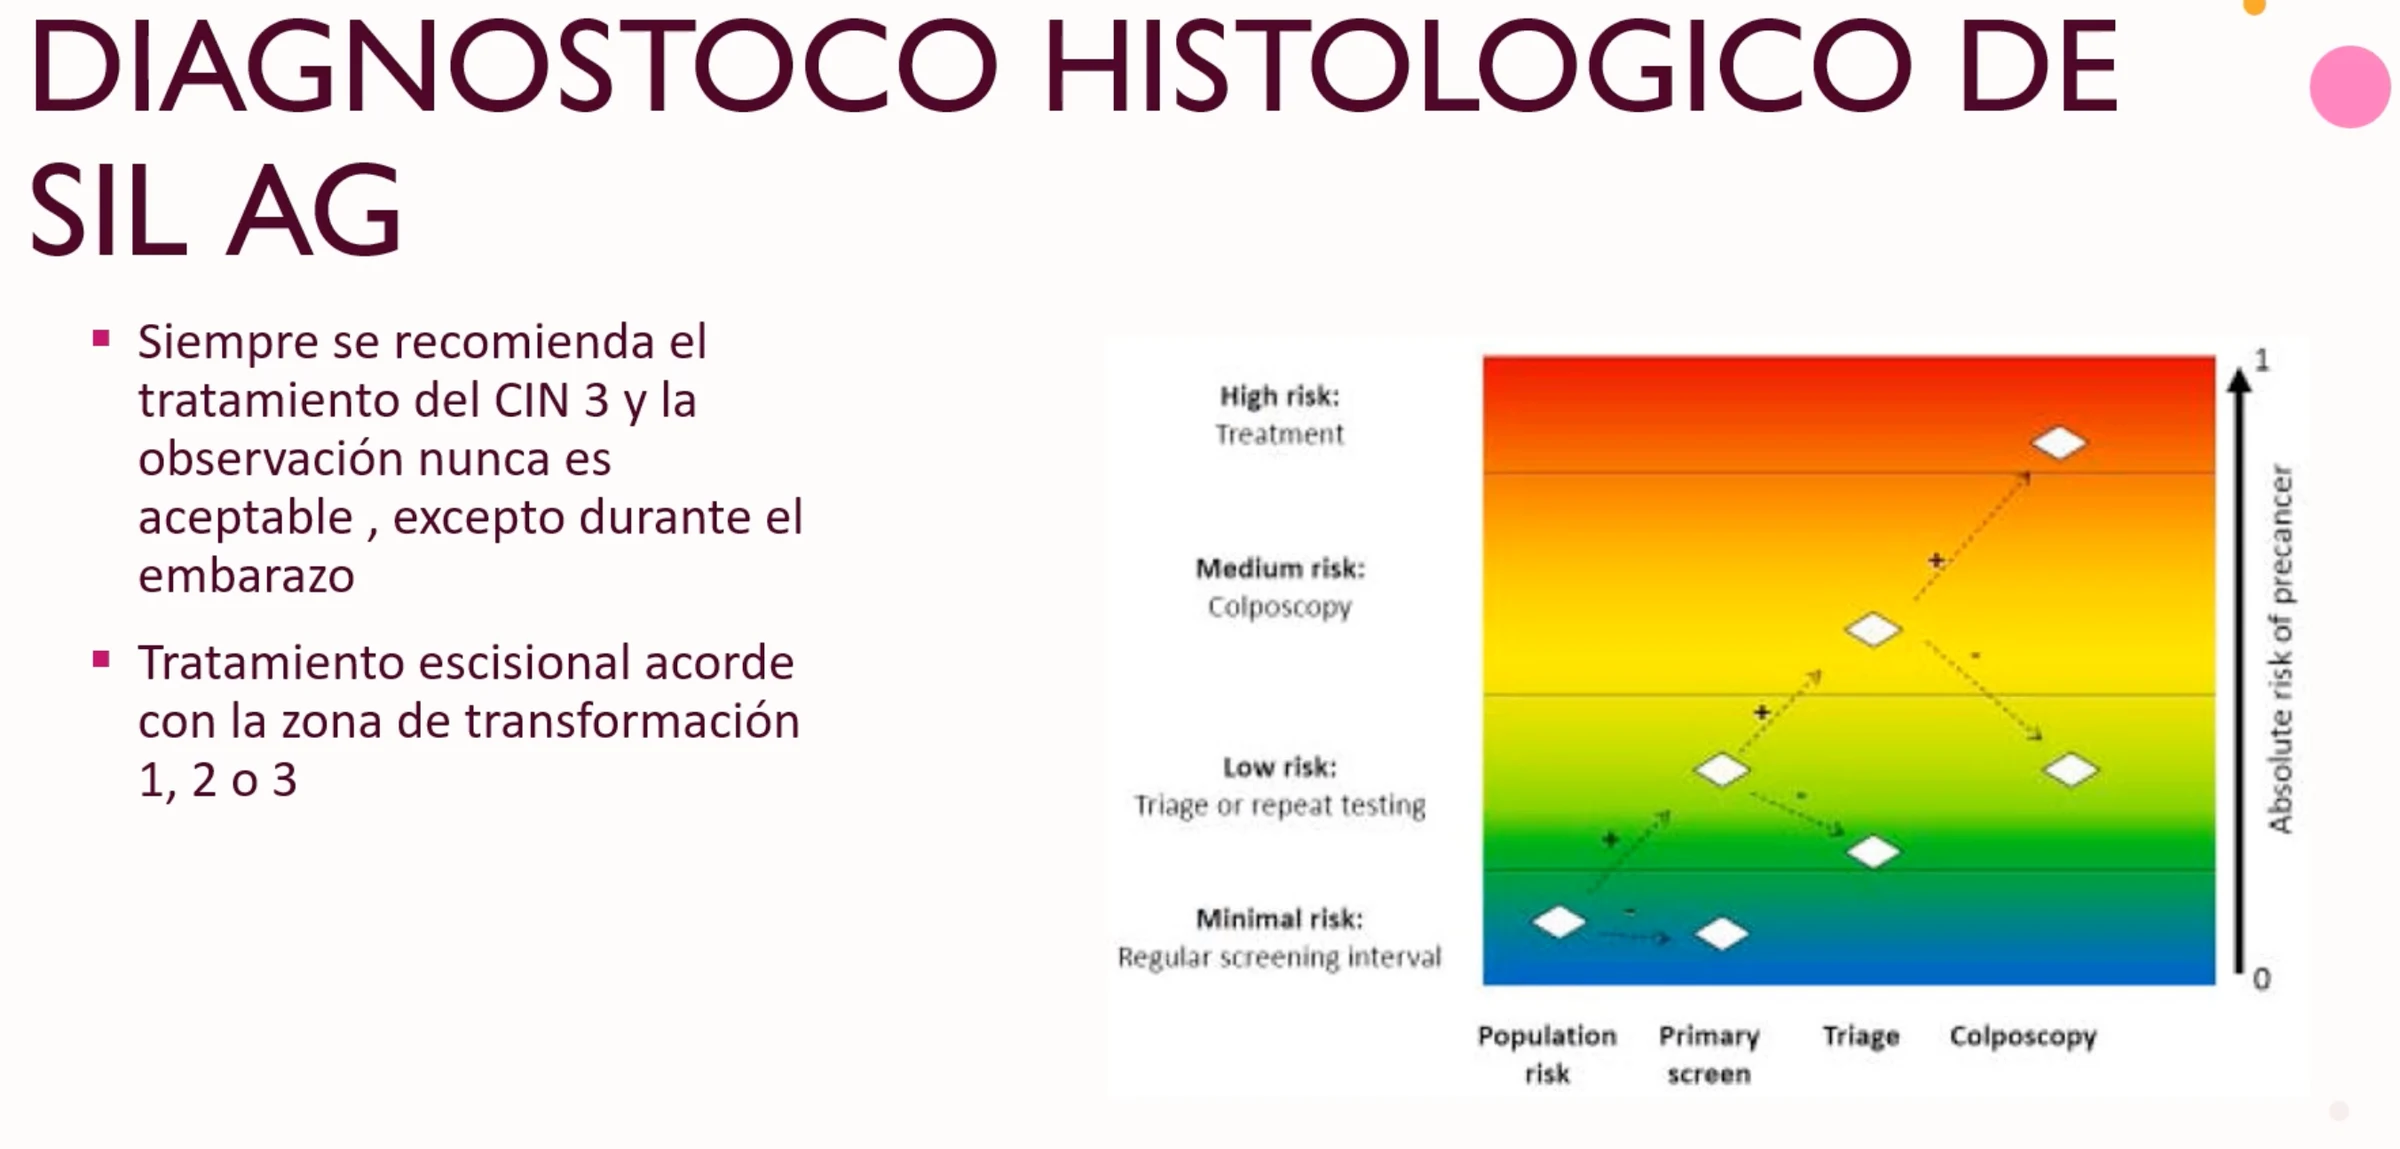 DIAGNOSTOCO HISTOLOGICO DE
SIL AG
▪ Siempre se recomienda el
tratamiento del CIN 3 y la
observación nunca es
aceptable , excepto durante el
embarazo
▪ Tratamiento escisional acorde
con la zona de transformación
1, 2 o 3
High risk:
Treatment
Medium risk:
Colposcopy
Low risk:
Triage or repeat testing
Minimal risk:
Regular screening interval
+
-
+
-
+
-
1
Absolute risk of precancer
0
Population
risk
Primary
screen
Triage
Colposcopy